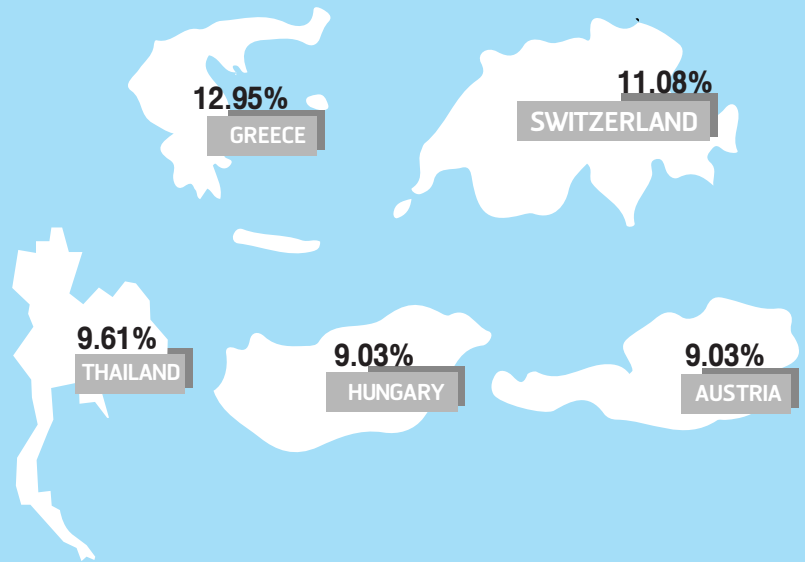 12.95%
GREECE
11.08%
SWITZERLAND
9.61%
THAILAND
9.03%
HUNGARY
9.03%
AUSTRIA